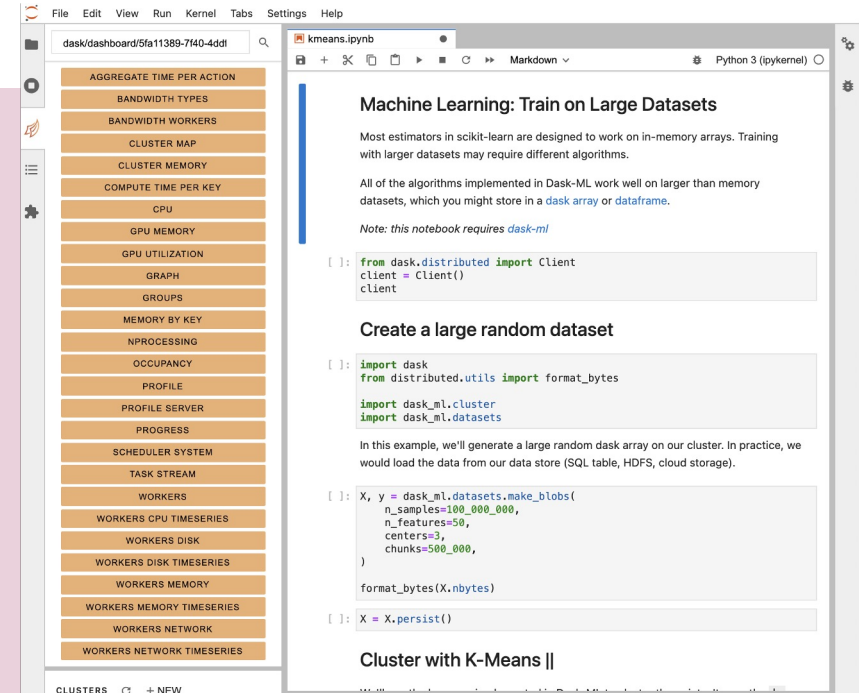 File Edit View Run Kernel Tabs Settings Help
dask/dashboard/5fa11389-7f40-4ddf
AGGREGATE TIME PER ACTION
BANDWIDTH TYPES
BANDWIDTH WORKERS
CLUSTER MAP
CLUSTER MEMORY
COMPUTE TIME PER KEY
CPU
GPU MEMORY
GPU UTILIZATION
GRAPH
GROUPS
MEMORY BY KEY
NPROCESSING
OCCUPANCY
PROFILE
PROFILE SERVER
PROGRESS
SCHEDULER SYSTEM
TASK STREAM
WORKERS
WORKERS CPU TIMESERIES
WORKERS DISK
WORKERS DISK TIMESERIES
WORKERS MEMORY
WORKERS MEMORY TIMESERIES
WORKERS NETWORK
WORKERS NETWORK TIMESERIES
CLUSTERS + NEW
kmeans.ipynb
Markdown Python 3 (ipykernel)
Machine Learning: Train on Large Datasets
Most estimators in scikit-learn are designed to work on in-memory arrays. Training
with larger datasets may require different algorithms.
All of the algorithms implemented in Dask-ML work well on larger than memory
datasets, which you might store in a dask array or dataframe.
Note: this notebook requires dask-ml
[ ]: from dask.distributed import Client
client = Client()
client
Create a large random dataset
[ ]: import dask
from distributed.utils import format_bytes
import dask_ml.cluster
import dask_ml.datasets
In this example, we'll generate a large random dask array on our cluster. In practice, we
would load the data from our data store (SQL table, HDFS, cloud storage).
[ ]: X, y = dask_ml.datasets.make_blobs(
n_samples=100_000_000,
n_features=50,
centers=3,
chunks=500_000,
)
format_bytes(X.nbytes)
[ ]: X = X.persist()
Cluster with K-Means ||